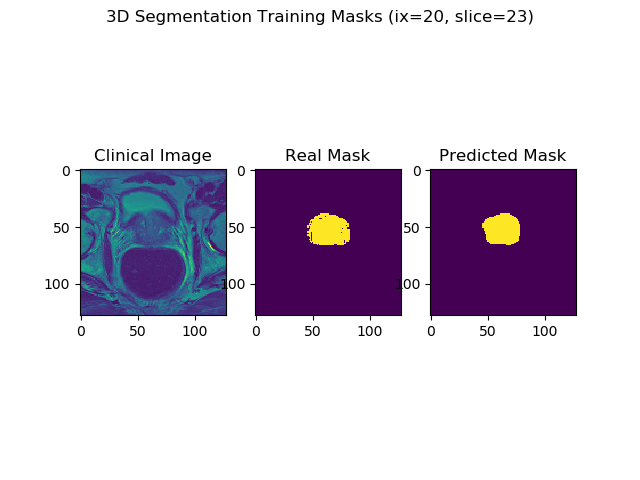 3D Segmentation Training Masks (ix=20, slice=23)
Clinical Image Real Mask Predicted Mask
0 0 0
50 50 50
100 100 100
0 50 100 0 50 100 0 50 100